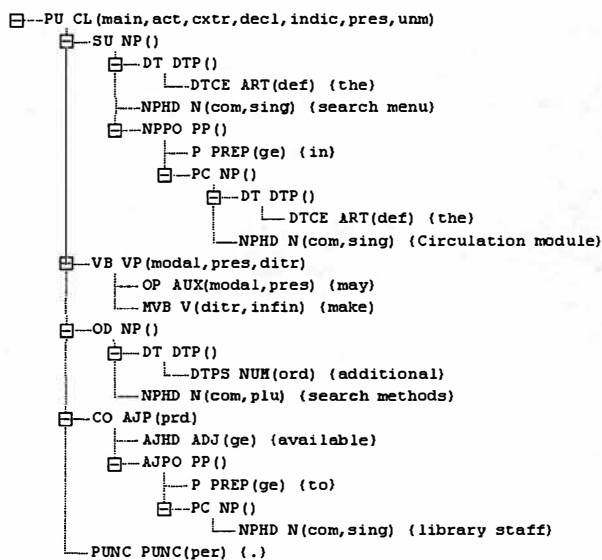 PU CL(main,act,cxtr,decl,indic,pres,unm)
SU NP()
DT DTP()
DTCE ART(def) {the}
NPHD N(com,sing) {search menu}
NPPO PP()
P PREP(ge) {in}
PC NP()
DT DTP()
DTCE ART(def) {the}
NPHD N(com,sing) {Circulation module}
VB VP(modal,pres,ditr)
OP AUX(modal,pres) {may}
MVB V(ditr,infin) {make}
OD NP()
DT DTP()
DTPS NUM(ord) {additional}
NPHD N(com,plu) {search methods}
CO AJP(prd)
AJHD ADJ(ge) {available}
AJPO PP()
P PREP(ge) {to}
PC NP()
NPHD N(com,sing) {library staff}
PUNC PUNC(per) {.}